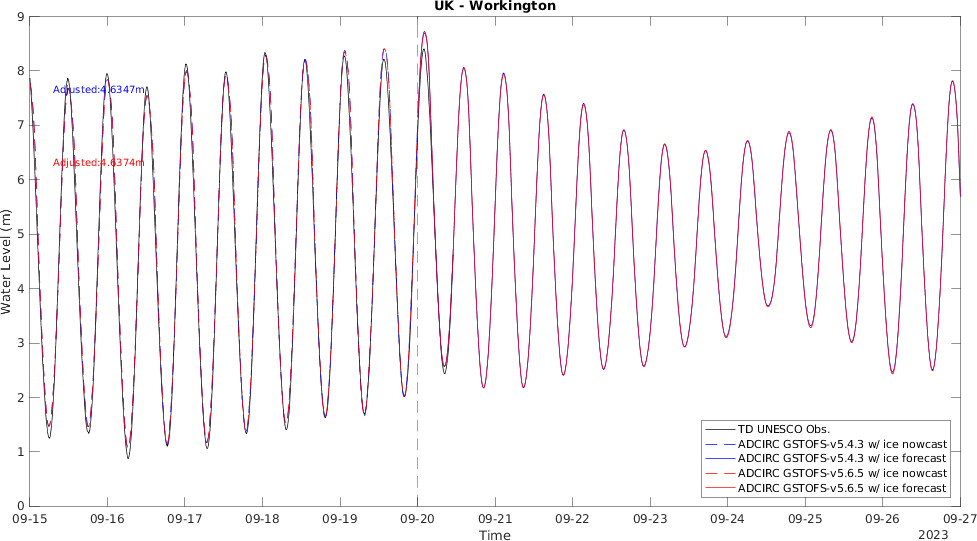 UK - Workington
9
8
7
6
5
4
3
2
1
0
Water Level (m)
Adjusted:4.6347m
Adjusted:4.6374m
TD UNESCO Obs.
ADCIRC GSTOFS-v5.4.3 w/ ice nowcast
ADCIRC GSTOFS-v5.4.3 w/ ice forecast
ADCIRC GSTOFS-v5.6.5 w/ ice nowcast
ADCIRC GSTOFS-v5.6.5 w/ ice forecast
09-15 09-16 09-17 09-18 09-19 09-20 09-21 09-22 09-23 09-24 09-25 09-26 09-27
Time
2023